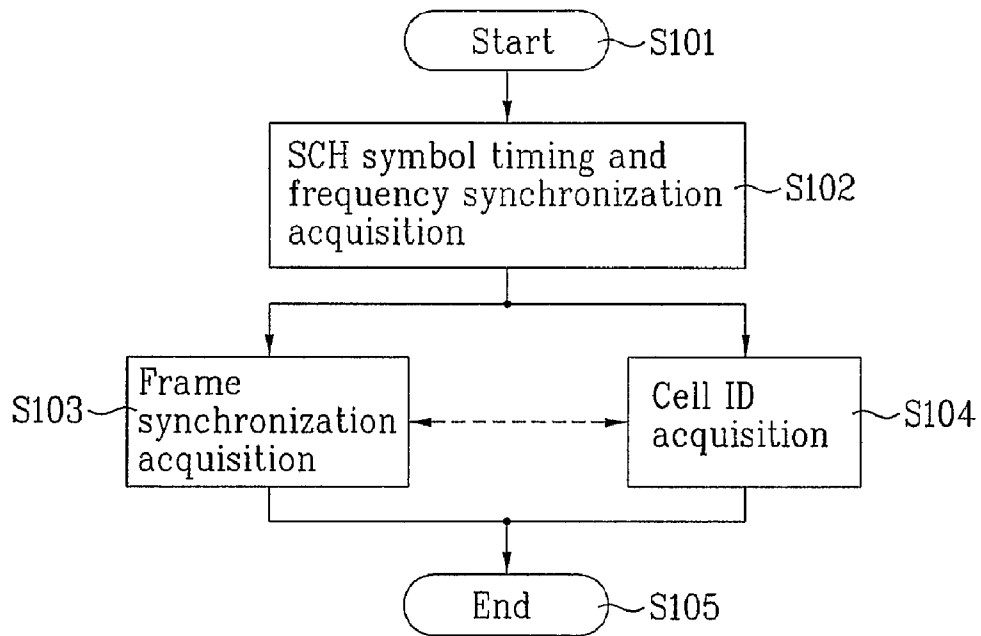 Start
S101
SCH symbol timing and
frequency synchronization
acquisition
S102
S103
Frame
synchronization
acquisition
Cell ID
acquisition
S104
End
S105